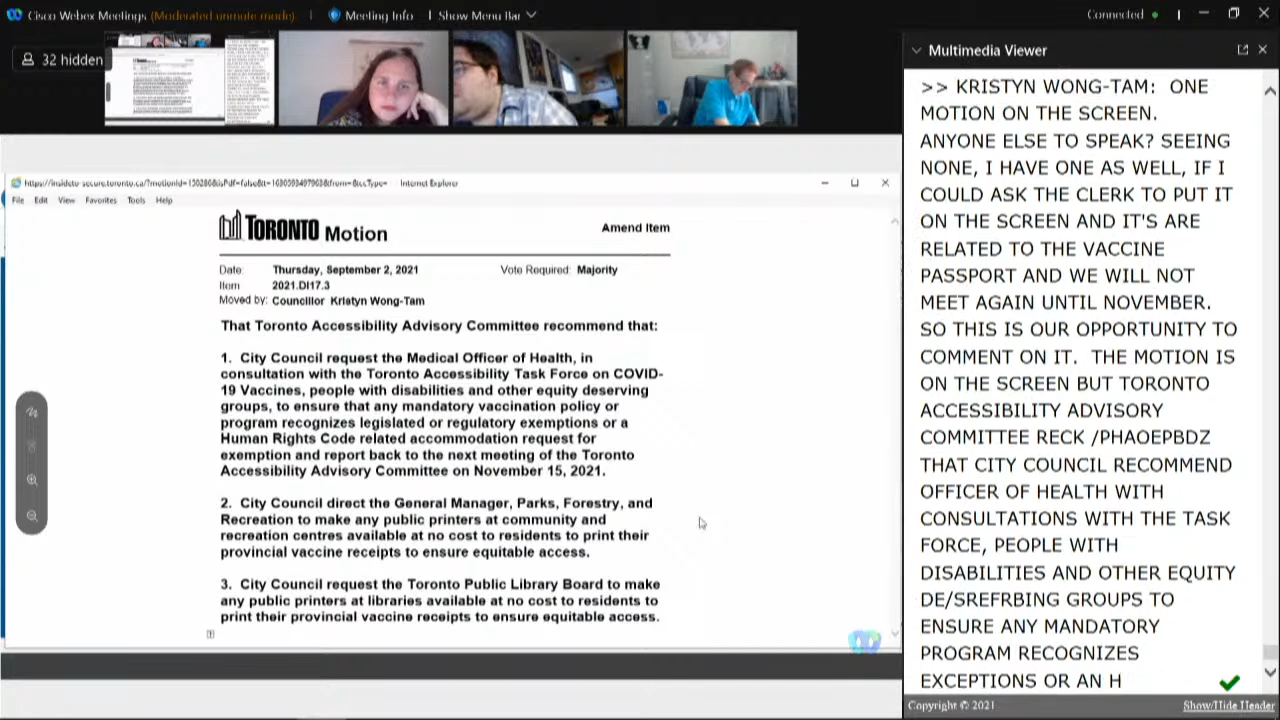 Cisco Webex Meetings (Moderated unmute mode) | Meeting Info | Show Menu Bar
Connected
32 hidden
Multimedia Viewer
File Edit View Favorites Tools Help
Internet Explorer
TORONTO Motion
Amend Item
Date: Thursday, September 2, 2021
Vote Required: Majority
Item 2021.DI17.3
Moved by: Councillor Kristyn Wong-Tam
That Toronto Accessibility Advisory Committee recommend that:
1. City Council request the Medical Officer of Health, in
consultation with the Toronto Accessibility Task Force on COVID-
19 Vaccines, people with disabilities and other equity deserving
groups, to ensure that any mandatory vaccination policy or
program recognizes legislated or regulatory exemptions or a
Human Rights Code related accommodation request for
exemption and report back to the next meeting of the Toronto
Accessibility Advisory Committee on November 15, 2021.
2. City Council direct the General Manager, Parks, Forestry, and
Recreation to make any public printers at community and
recreation centres available at no cost to residents to print their
provincial vaccine receipts to ensure equitable access.
3. City Council request the Toronto Public Library Board to make
any public printers at libraries available at no cost to residents to
print their provincial vaccine receipts to ensure equitable access.
>> KRISTYN WONG-TAM: ONE
MOTION ON THE SCREEN.
ANYONE ELSE TO SPEAK? SEEING
NONE, I HAVE ONE AS WELL, IF I
COULD ASK THE CLERK TO PUT IT
ON THE SCREEN AND IT'S ARE
RELATED TO THE VACCINE
PASSPORT AND WE WILL NOT
MEET AGAIN UNTIL NOVEMBER.
SO THIS IS OUR OPPORTUNITY TO
COMMENT ON IT. THE MOTION IS
ON THE SCREEN BUT TORONTO
ACCESSIBILITY ADVISORY
COMMITTEE RECK /PHAOEPBDZ
THAT CITY COUNCIL RECOMMEND
OFFICER OF HEALTH WITH
CONSULTATIONS WITH THE TASK
FORCE, PEOPLE WITH
DISABILITIES AND OTHER EQUITY
DE/SREFRBING GROUPS TO
ENSURE ANY MANDATORY
PROGRAM RECOGNIZES
EXCEPTIONS OR AN H
Copyright © 2021
Show/Hide Header